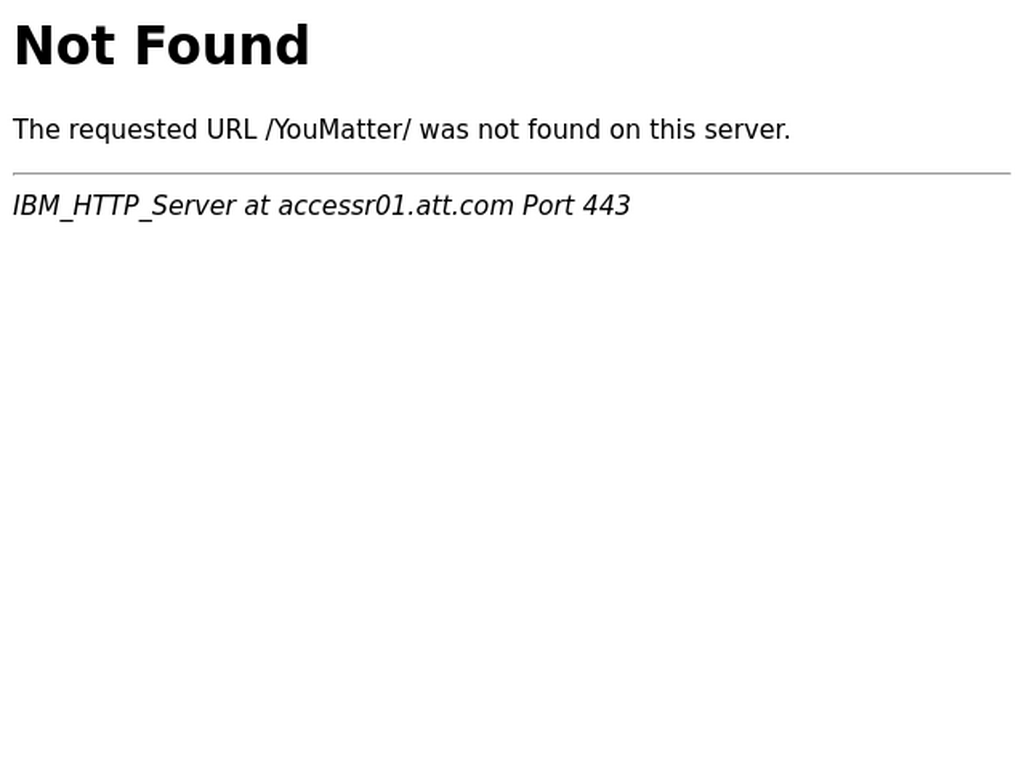 Not Found
The requested URL /YouMatter/ was not found on this server.
IBM_HTTP_Server at accessr01.att.com Port 443